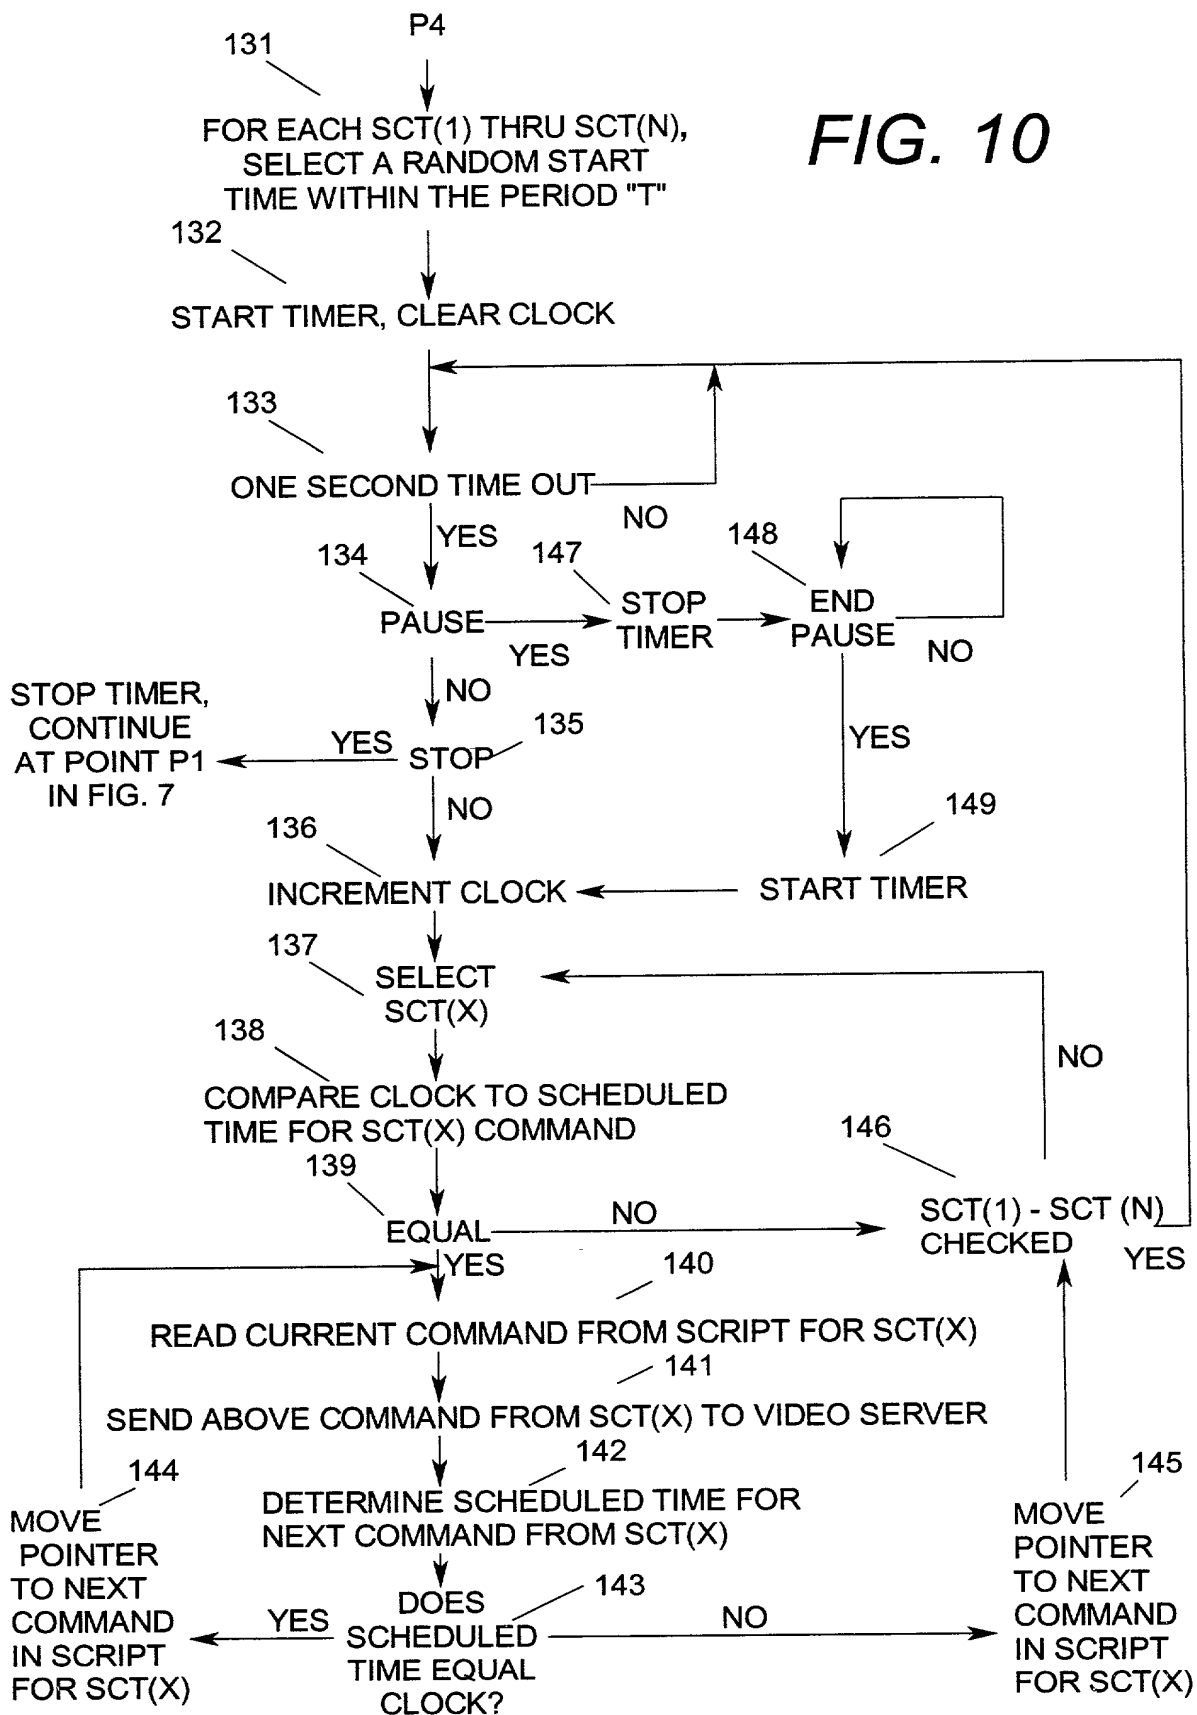 P4
131
FOR EACH SCT(1) THRU SCT(N),
SELECT A RANDOM START
TIME WITHIN THE PERIOD "T"
FIG. 10
132
START TIMER, CLEAR CLOCK
133
ONE SECOND TIME OUT
NO
YES
134
PAUSE
YES
147
STOP
TIMER
148
END
PAUSE
NO
NO
YES
STOP TIMER,
CONTINUE
AT POINT P1
IN FIG. 7
YES
STOP
135
NO
136
INCREMENT CLOCK
149
START TIMER
137
SELECT
SCT(X)
NO
138
COMPARE CLOCK TO SCHEDULED
TIME FOR SCT(X) COMMAND
139
EQUAL
NO
146
SCT(1) - SCT (N)
CHECKED
YES
YES
140
READ CURRENT COMMAND FROM SCRIPT FOR SCT(X)
141
SEND ABOVE COMMAND FROM SCT(X) TO VIDEO SERVER
142
DETERMINE SCHEDULED TIME FOR
NEXT COMMAND FROM SCT(X)
143
DOES
SCHEDULED
TIME EQUAL
CLOCK?
YES
NO
144
MOVE
POINTER
TO NEXT
COMMAND
IN SCRIPT
FOR SCT(X)
145
MOVE
POINTER
TO NEXT
COMMAND
IN SCRIPT
FOR SCT(X)